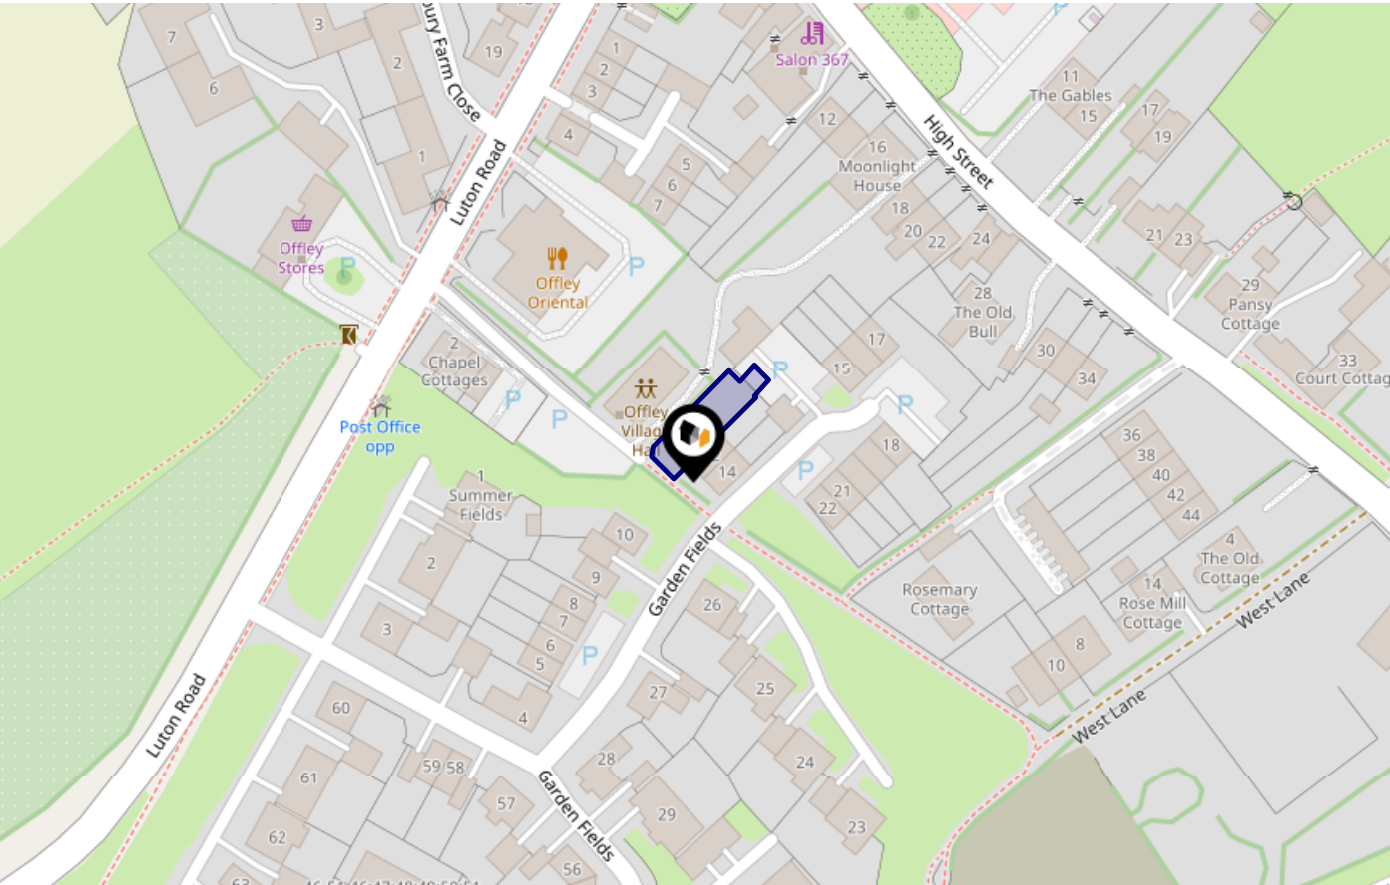 7
3
2
6
19
bury Farm Close
1
2
3
4
5
6
7
1
Luton Road
Salon 367
P
11
The Gables
15
17
19
12
16
Moonlight
House
High Street
18
20
22
24
21
23
Offley
Stores
P
Offley
Oriental
P
28
The Old
Bull
29
Pansy
Cottage
2
Chapel
Cottages
P
P
Offley
Village
Hall
P
17
15
30
34
33
Court Cottag
Post Office
opp
14
P
P
18
21
22
36
38
40
42
44
1
Summer
Fields
10
2
9
8
7
6
5
3
P
4
Garden Fields
26
25
27
Rosemary
Cottage
4
The Old
Cottage
14
Rose Mill
Cottage
8
10
West Lane
West Lane
Luton Road
60
61
62
63
59
58
57
56
28
29
24
23
Garden Fields